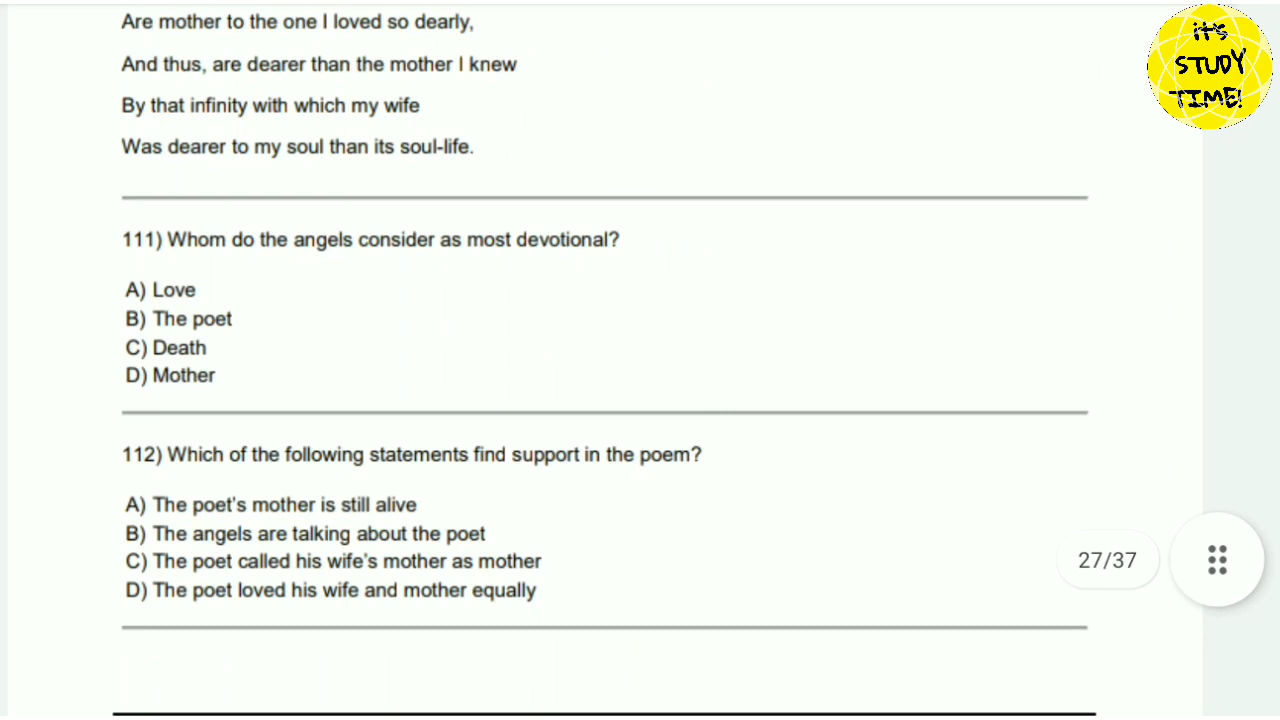 Are mother to the one I loved so dearly,
And thus, are dearer than the mother I knew
By that infinity with which my wife
Was dearer to my soul than its soul-life.
111) Whom do the angels consider as most devotional?
A) Love
B) The poet
C) Death
D) Mother
112) Which of the following statements find support in the poem?
A) The poet's mother is still alive
B) The angels are talking about the poet
C) The poet called his wife's mother as mother
D) The poet loved his wife and mother equally
27/37
it's
STUDY
TIME!